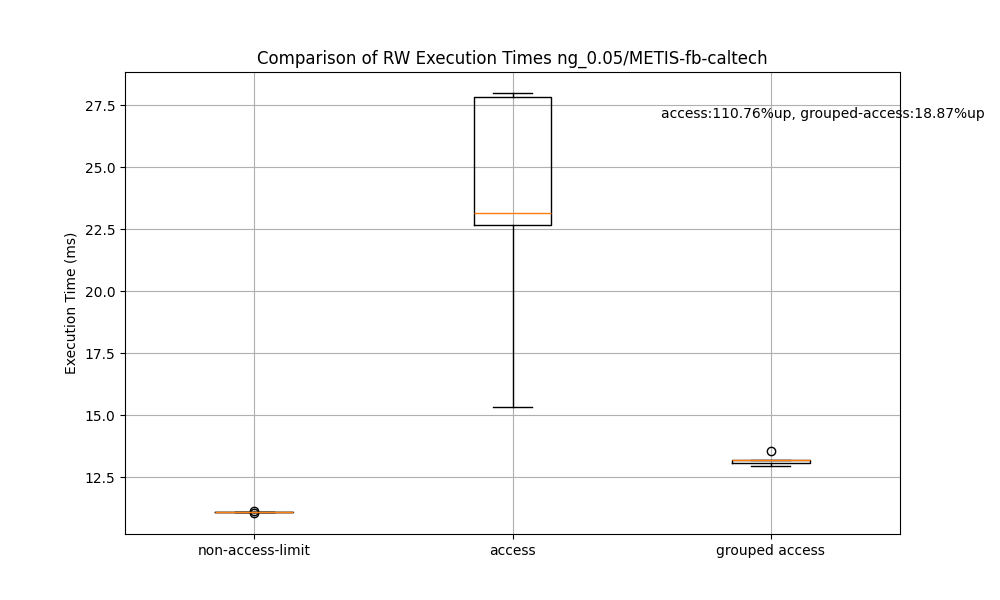 Comparison of RW Execution Times ng_0.05/METIS-fb-caltech
access:110.76%up, grouped-access:18.87%up
Execution Time (ms)
27.5
25.0
22.5
20.0
17.5
15.0
12.5
non-access-limit
access
grouped access